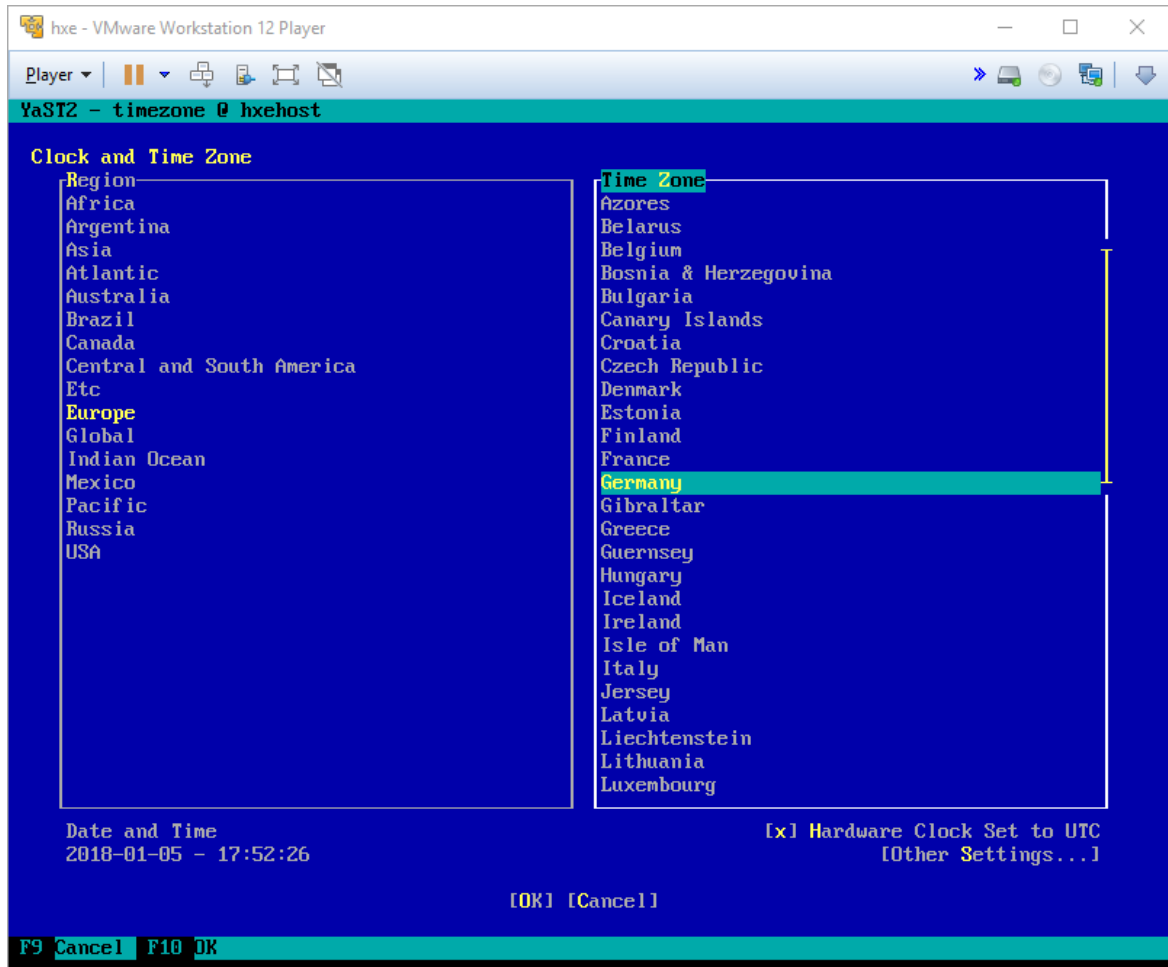 hxe - VMware Workstation 12 Player
Player
YaST2 - timezone @ hxehost
Clock and Time Zone
Region
Africa
Argentina
Asia
Atlantic
Australia
Brazil
Canada
Central and South America
Etc
Europe
Global
Indian Ocean
Mexico
Pacific
Russia
USA
Time Zone
Azores
Belarus
Belgium
Bosnia & Herzegovina
Bulgaria
Canary Islands
Croatia
Czech Republic
Denmark
Estonia
Finland
France
Germany
Gibraltar
Greece
Guernsey
Hungary
Iceland
Ireland
Isle of Man
Italy
Jersey
Latvia
Liechtenstein
Lithuania
Luxembourg
Date and Time
2018-01-05 - 17:52:26
[x] Hardware Clock Set to UTC
[Other Settings...]
[OK] [Cancel]
F9 Cancel F10 OK